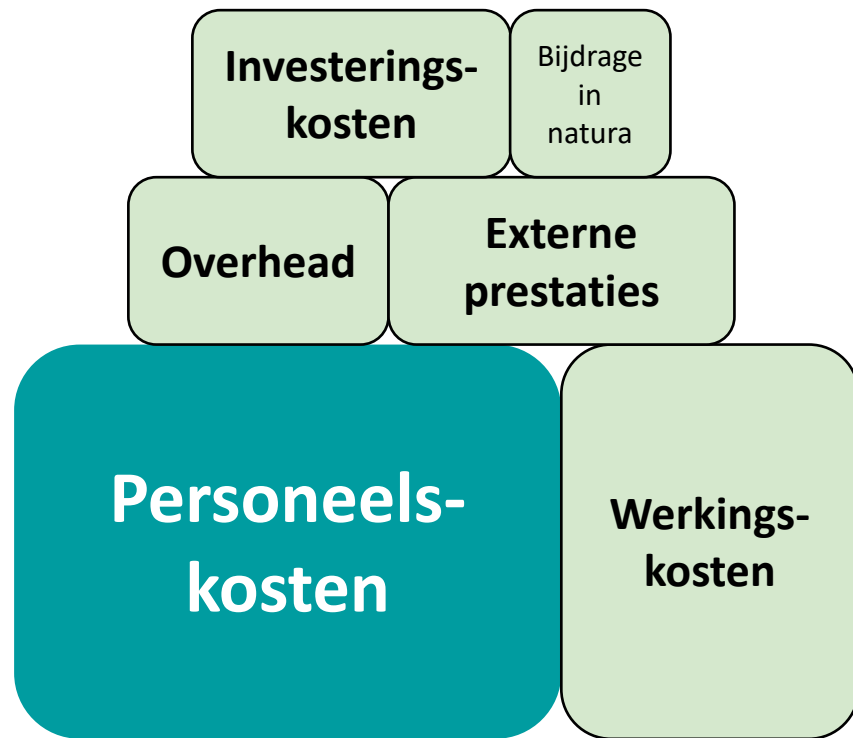 Investerings-
kosten
Bijdrage
in
natura
Overhead
Externe
prestaties
Personeels-
kosten
Werkings-
kosten